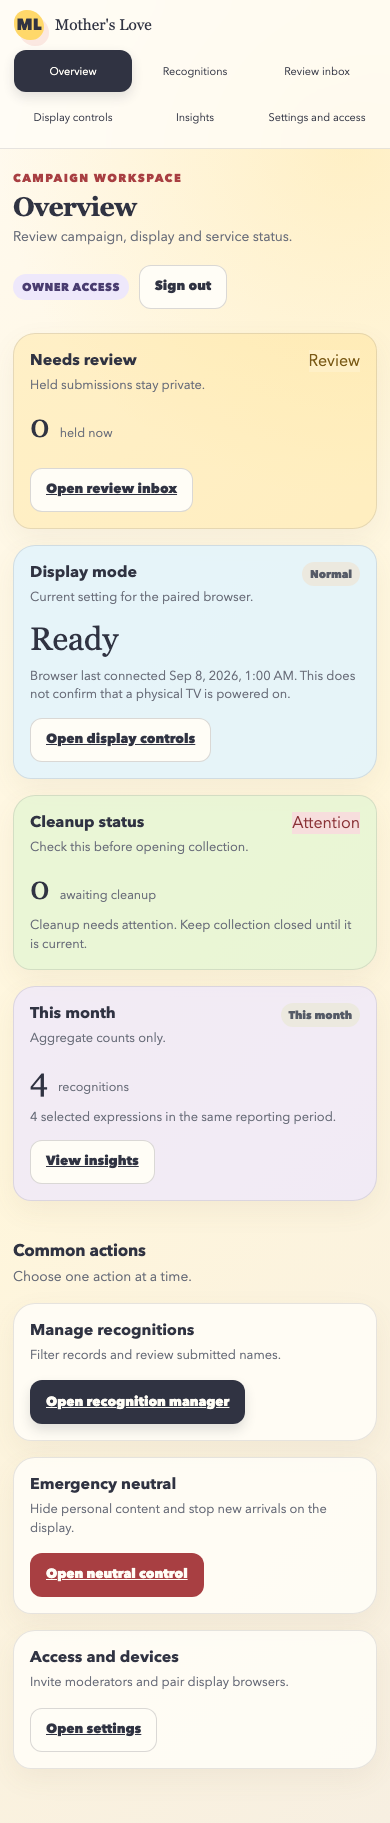 ML Mother's Love
Overview Recognitions Review inbox
Display controls Insights Settings and access
CAMPAIGN WORKSPACE
Overview
Review campaign, display and service status.
OWNER ACCESS Sign out
Needs review Review
Held submissions stay private.
0 held now
Open review inbox
Display mode Normal
Current setting for the paired browser.
Ready
Browser last connected Sep 8, 2026, 1:00 AM. This does
not confirm that a physical TV is powered on.
Open display controls
Cleanup status Attention
Check this before opening collection.
0 awaiting cleanup
Cleanup needs attention. Keep collection closed until it
is current.
This month This month
Aggregate counts only.
4 recognitions
4 selected expressions in the same reporting period.
View insights
Common actions
Choose one action at a time.
Manage recognitions
Filter records and review submitted names.
Open recognition manager
Emergency neutral
Hide personal content and stop new arrivals on the
display.
Open neutral control
Access and devices
Invite moderators and pair display browsers.
Open settings